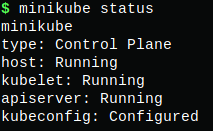 $ minikube status
minikube
type: Control Plane
host: Running
kubelet: Running
apiserver: Running
kubeconfig: Configured